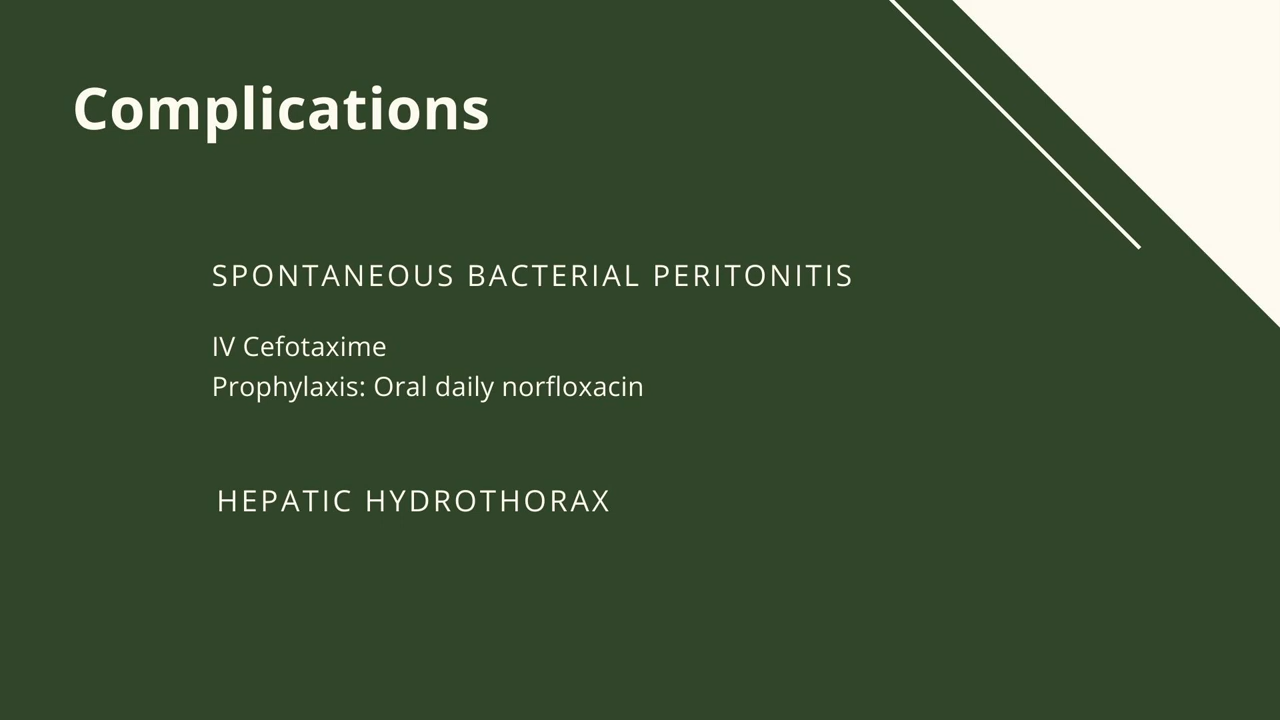 Complications
SPONTANEOUS BACTERIAL PERITONITIS
IV Cefotaxime
Prophylaxis: Oral daily norfloxacin
HEPATIC HYDROTHORAX